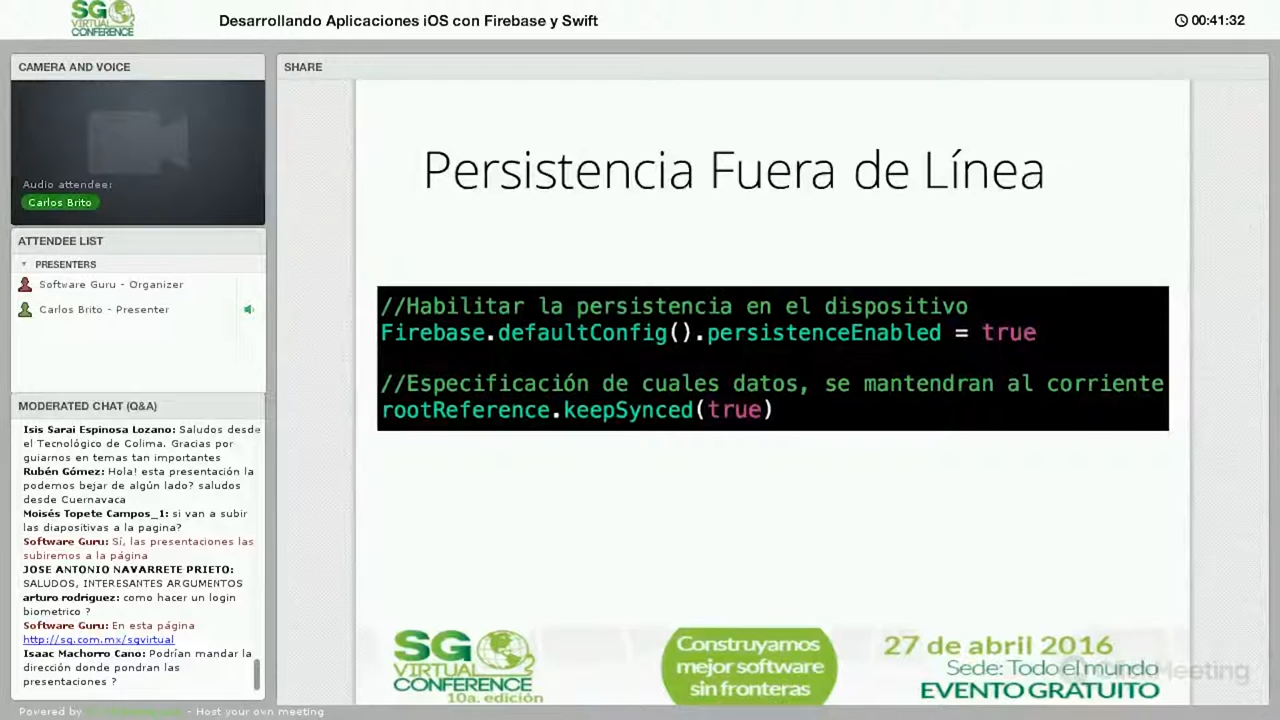 SG
VIRTUAL
CONFERENCE
Desarrollando Aplicaciones iOS con Firebase y Swift
00:41:32
CAMERA AND VOICE
Audio attendee:
Carlos Brito
ATTENDEE LIST
PRESENTERS
Software Guru - Organizer
Carlos Brito - Presenter
MODERATED CHAT (Q&A)
Isis Sarai Espinosa Lozano: Saludos desde
el Tecnológico de Colima. Gracias por
guiarnos en temas tan importantes
Rubén Gómez: Hola! esta presentación la
podemos bejar de algún lado? saludos
desde Cuernavaca
Moisés Topete Campos_1: si van a subir
las diapositivas a la pagina?
Software Guru: Sí, las presentaciones las
subiremos a la página
JOSE ANTONIO NAVARRETE PRIETO:
SALUDOS, INTERESANTES ARGUMENTOS
arturo rodriguez: como hacer un login
biometrico ?
Software Guru: En esta página
http://sg.com.mx/sgvirtual
Isaac Machorro Cano: Podrían mandar la
dirección donde pondran las
presentaciones ?
Powered by
- Host your own meeting
SHARE
Persistencia Fuera de Línea
//Habilitar la persistencia en el dispositivo
Firebase.defaultConfig().persistenceEnabled = true
//Especificación de cuales datos, se mantendran al corriente
rootReference.keepSynced(true)
SG
VIRTUAL
CONFERENCE
10a. edición
Construyamos
mejor software
sin fronteras
27 de abril 2016
Sede: Todo el mundo
EVENTO GRATUITO
Meeting